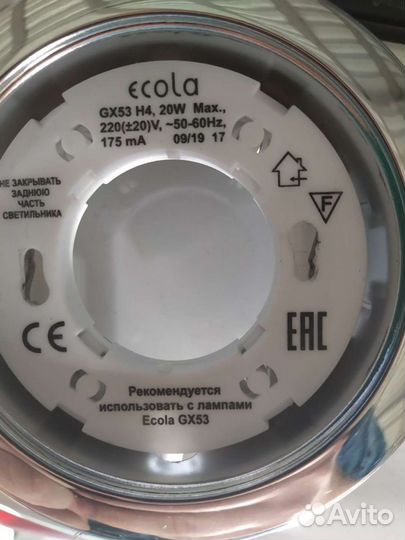 ecola
GX53 H4, 20W Max.,
220(±20)V, ~50-60Hz,
175 mA 09/19 17
НЕ ЗАКРЫВАТЬ
ЗАДНЮЮ
ЧАСТЬ
СВЕТИЛЬНИКА
F
CE
EAC
Рекомендуется
использовать с лампами
Ecola GX53
Avito